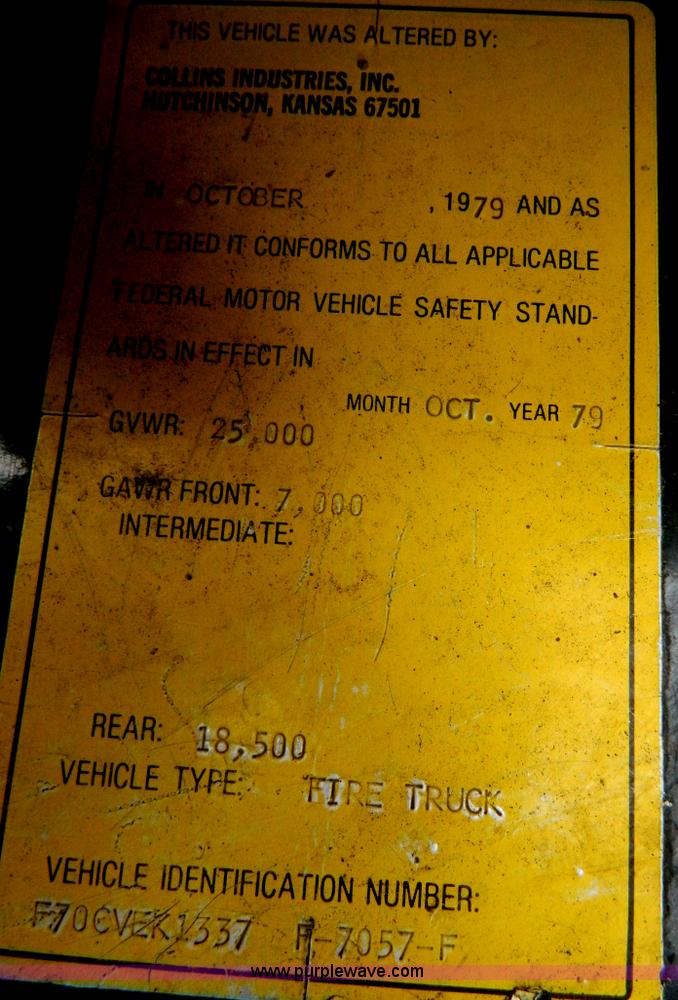 THIS VEHICLE WAS ALTERED BY:
COLLINS INDUSTRIES, INC.
HUTCHINSON, KANSAS 67501
IN OCTOBER , 1979 AND AS
ALTERED IT CONFORMS TO ALL APPLICABLE
FEDERAL MOTOR VEHICLE SAFETY STAND-
ARDS IN EFFECT IN
MONTH OCT. YEAR 79
GVWR: 25,000
GAWR FRONT: 7,000
INTERMEDIATE:
REAR: 18,500
VEHICLE TYPE: FIRE TRUCK
VEHICLE IDENTIFICATION NUMBER:
F70CVEK1337 F-7057-F
www.purplewave.com